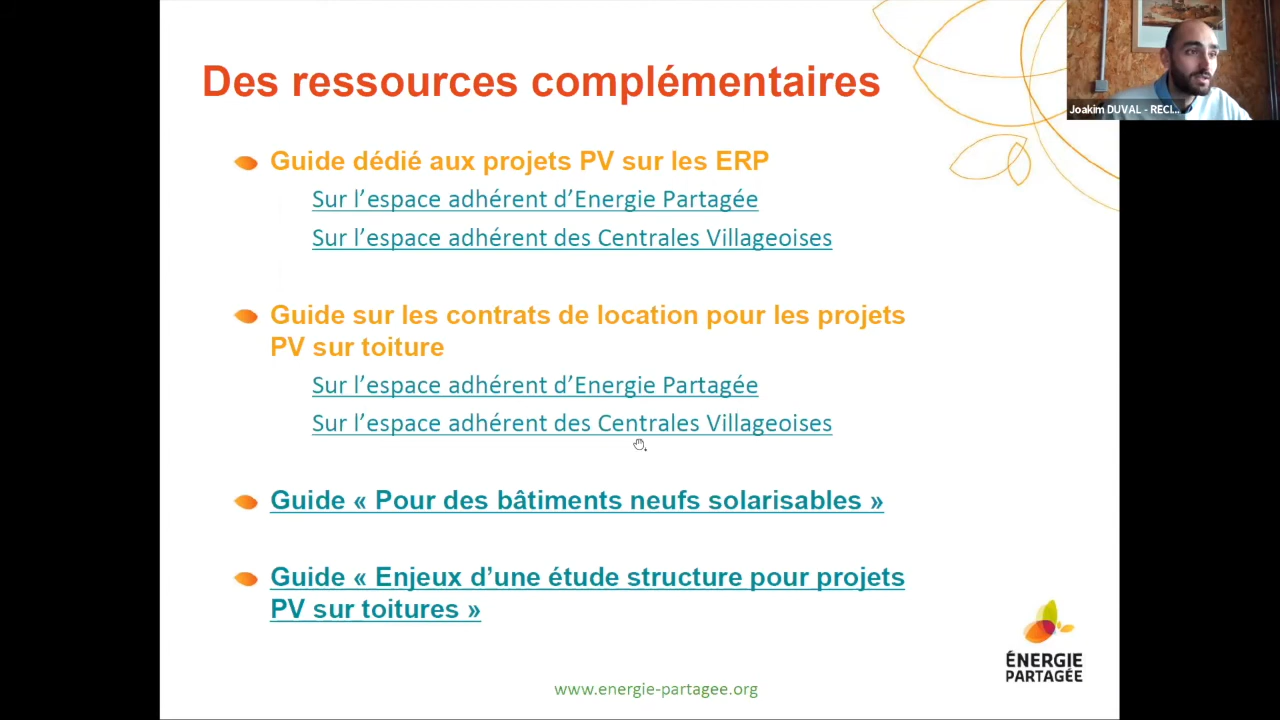 Des ressources complémentaires
Joakim DUVAL - RECI...
Guide dédié aux projets PV sur les ERP
Sur l’espace adhérent d’Energie Partagée
Sur l’espace adhérent des Centrales Villageoises
Guide sur les contrats de location pour les projets
PV sur toiture
Sur l’espace adhérent d’Energie Partagée
Sur l’espace adhérent des Centrales Villageoises
Guide « Pour des bâtiments neufs solarisables »
Guide « Enjeux d’une étude structure pour projets
PV sur toitures »
ÉNERGIE
PARTAGÉE
www.energie-partagee.org